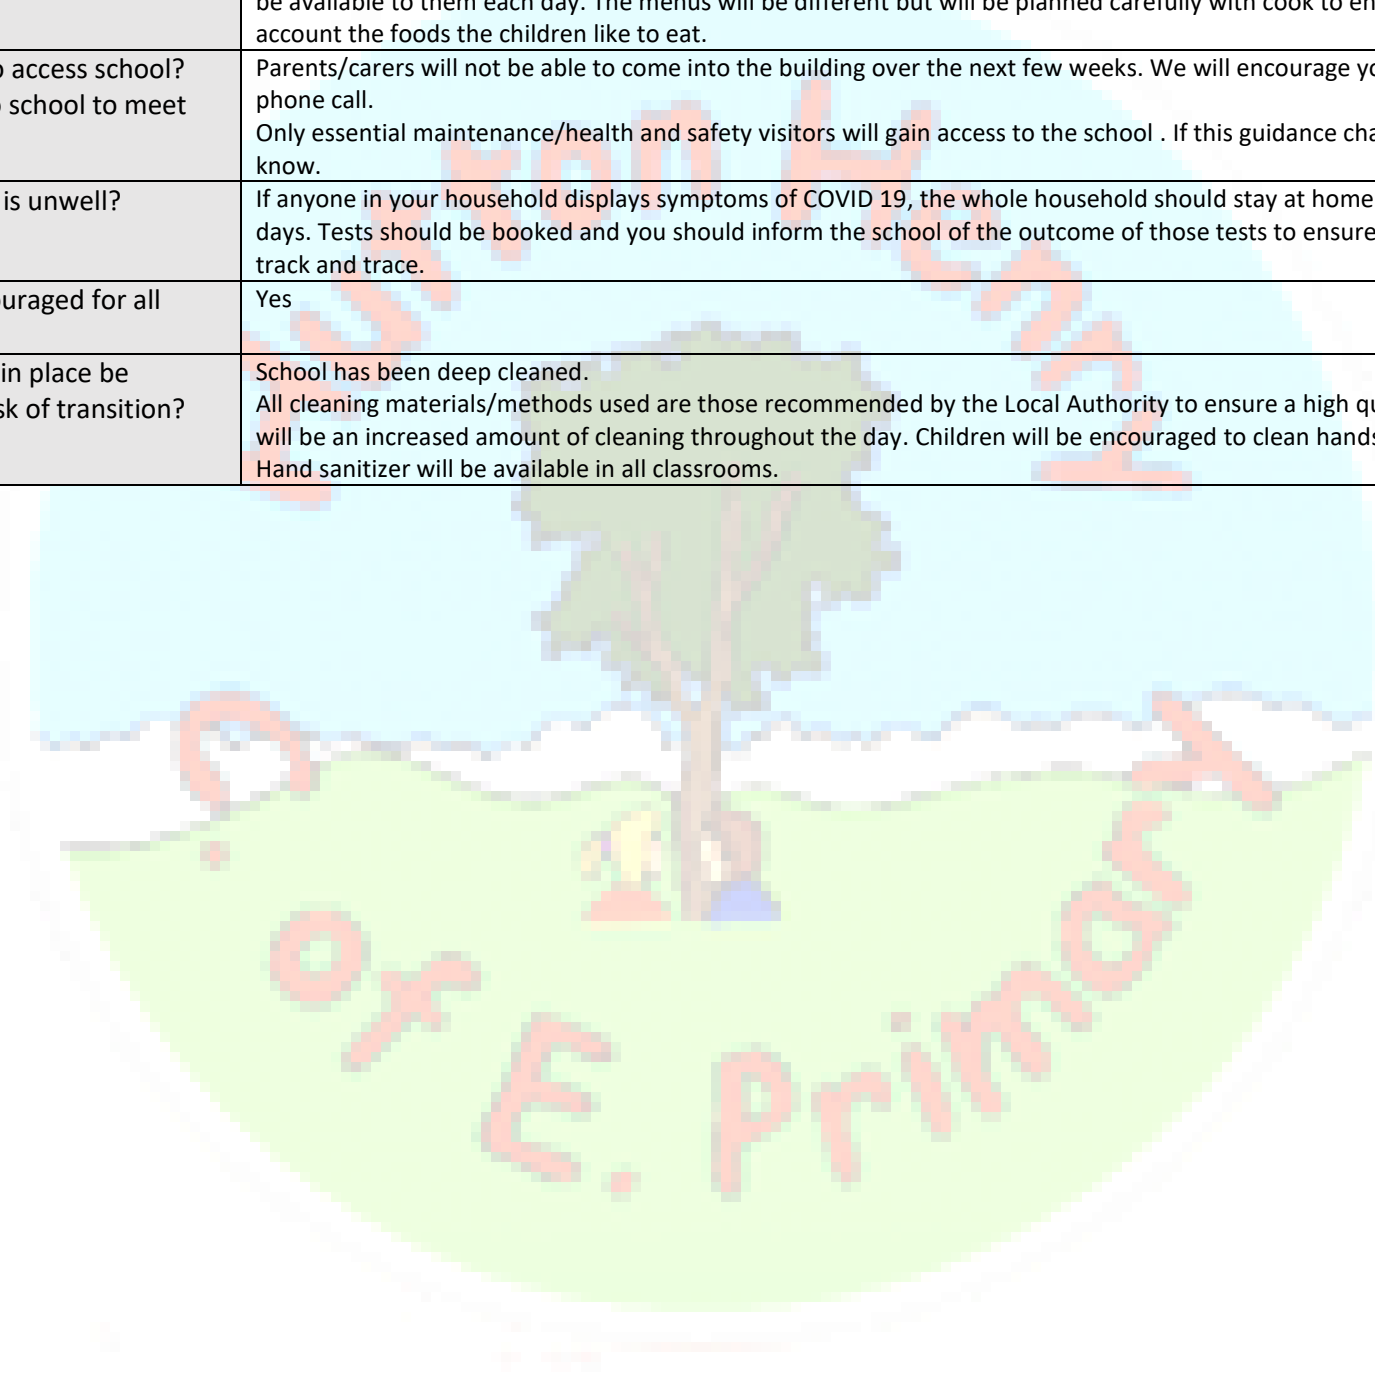 be available to them each day. The menus will be different but will be planned carefully with cook to
account the foods the children like to eat.
access school?
school to meet
Parents/carers will not be able to come into the building over the next few weeks. We will encourage
phone call.
Only essential maintenance/health and safety visitors will gain access to the school . If this guidance
know.
is unwell?
If anyone in your household displays symptoms of COVID 19, the whole household should stay at home
days. Tests should be booked and you should inform the school of the outcome of those tests to ensure
track and trace.
for all
Yes
in place be
of transition?
School has been deep cleaned.
All cleaning materials/methods used are those recommended by the Local Authority to ensure a high
will be an increased amount of cleaning throughout the day. Children will be encouraged to clean hands
Hand sanitizer will be available in all classrooms.
Hutton Henry
C. of E. Primary